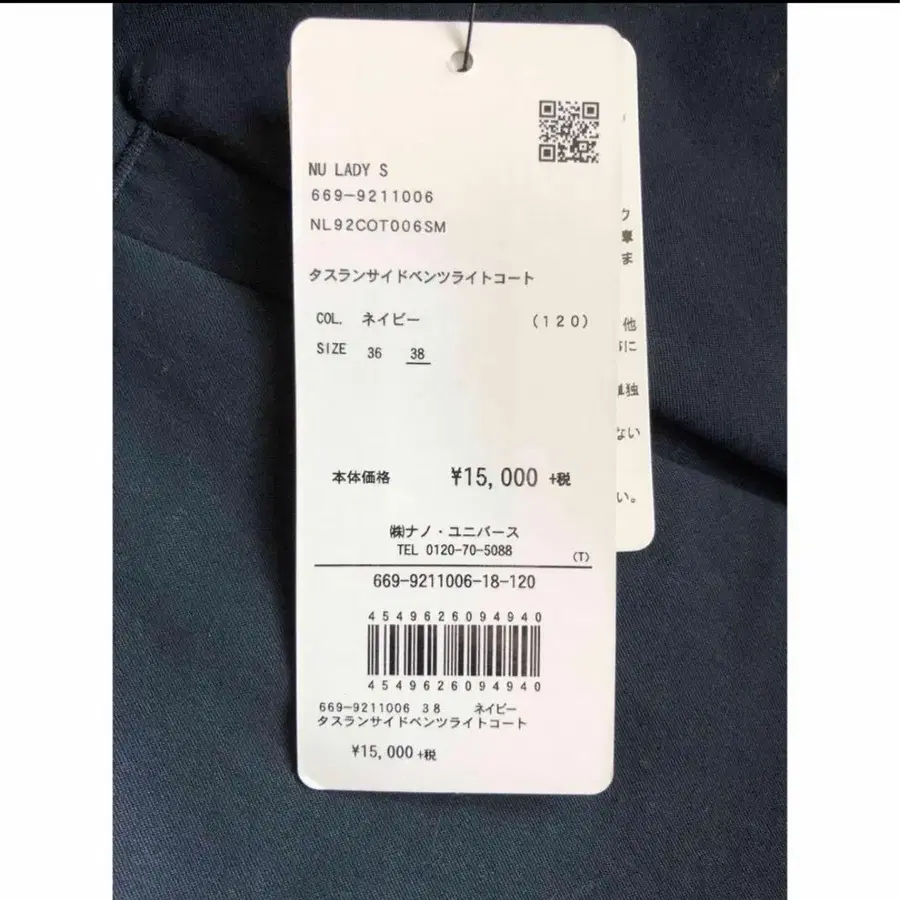 NU LADY S
669-9211006
NL92COT006SM
タスランサイドベンツライトコート
COL. ネイビー (120)
SIZE 36 38
本体価格 ¥15,000 +税
㈱ナノ・ユニバース
TEL 0120-70-5088
(T)
669-9211006-18-120
4549626094940
4549626094940
669-9211006 38 ネイビー
タスランサイドベンツライトコート
¥15,000 +税
ク
ま
他
に
単独
ない
い。